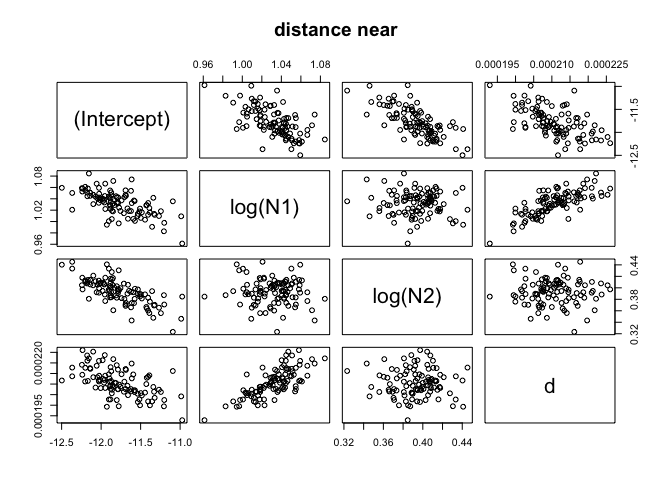 distance near
0.96 1.00 1.04 1.08
0.000195 0.000210 0.000225
(Intercept)
-12.5 -11.5
0.96 1.02 1.08
log(N1)
log(N2)
0.32 0.38 0.44
0.000195 0.000220
d
-12.5 -12.0 -11.5 -11.0
0.32 0.36 0.40 0.44